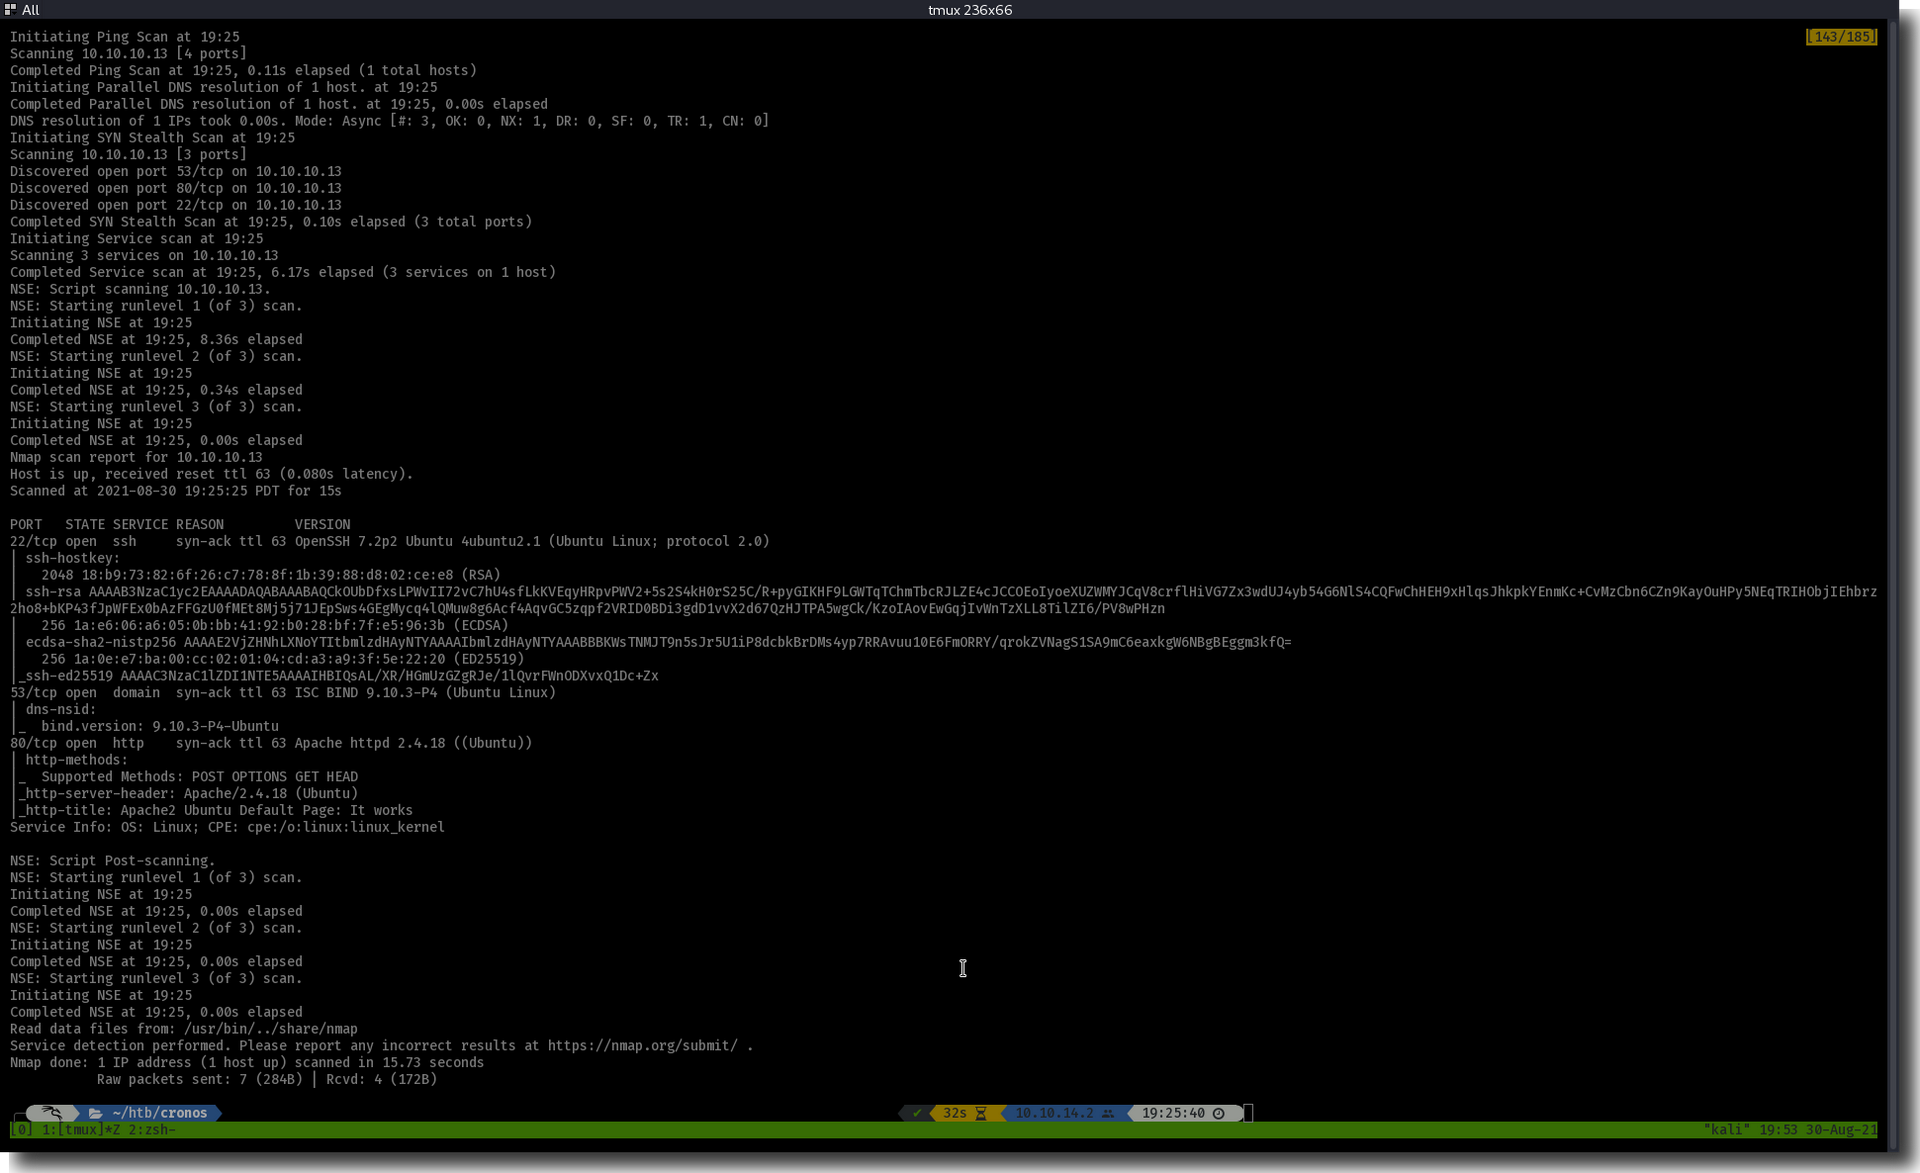 All
tmux 236x66
Initiating Ping Scan at 19:25
[143/185]
Scanning 10.10.10.13 [4 ports]
Completed Ping Scan at 19:25, 0.11s elapsed (1 total hosts)
Initiating Parallel DNS resolution of 1 host. at 19:25
Completed Parallel DNS resolution of 1 host. at 19:25, 0.00s elapsed
DNS resolution of 1 IPs took 0.00s. Mode: Async [#: 3, OK: 0, NX: 1, DR: 0, SF: 0, TR: 1, CN: 0]
Initiating SYN Stealth Scan at 19:25
Scanning 10.10.10.13 [3 ports]
Discovered open port 53/tcp on 10.10.10.13
Discovered open port 80/tcp on 10.10.10.13
Discovered open port 22/tcp on 10.10.10.13
Completed SYN Stealth Scan at 19:25, 0.10s elapsed (3 total ports)
Initiating Service scan at 19:25
Scanning 3 services on 10.10.10.13
Completed Service scan at 19:25, 6.17s elapsed (3 services on 1 host)
NSE: Script scanning 10.10.10.13.
NSE: Starting runlevel 1 (of 3) scan.
Initiating NSE at 19:25
Completed NSE at 19:25, 8.36s elapsed
NSE: Starting runlevel 2 (of 3) scan.
Initiating NSE at 19:25
Completed NSE at 19:25, 0.34s elapsed
NSE: Starting runlevel 3 (of 3) scan.
Initiating NSE at 19:25
Completed NSE at 19:25, 0.00s elapsed
Nmap scan report for 10.10.10.13
Host is up, received reset ttl 63 (0.080s latency).
Scanned at 2021-08-30 19:25:25 PDT for 15s
PORT   STATE SERVICE REASON         VERSION
22/tcp open  ssh     syn-ack ttl 63 OpenSSH 7.2p2 Ubuntu 4ubuntu2.1 (Ubuntu Linux; protocol 2.0)
| ssh-hostkey:
|   2048 18:b9:73:82:6f:26:c7:78:8f:1b:39:88:d8:02:ce:e8 (RSA)
| ssh-rsa AAAAB3NzaC1yc2EAAAADAQABAAABAQCkOUbDfxsLPWvII72vC7hU4sfLkKVEqyHRpvPWV2+5s2S4kH0rS25C/R+pyGIKHF9LGWTqTChmTbcRJLZE4cJCCOEoIyoeXUZWMYJCqV8crflHiVG7Zx3wdUJ4yb54G6NlS4CQFwChHEH9xHlqsJhkpkYEnmKc+CvMzCbn6CZn9KayOuHPy5NEqTRIHObjIEhbrz
2ho8+bKP43fJpWFEx0bAzFFGzU0fMEt8Mj5j71JEpSws4GEgMycq4lQMuw8g6Acf4AqvGC5zqpf2VRID0BDi3gdD1vvX2d67QzHJTPA5wgCk/KzoIAovEwGqjIvWnTzXLL8TilZI6/PV8wPHzn
|   256 1a:e6:06:a6:05:0b:bb:41:92:b0:28:bf:7f:e5:96:3b (ECDSA)
| ecdsa-sha2-nistp256 AAAAE2VjZHNhLXNoYTItbmlzdHAyNTYAAAAIbmlzdHAyNTYAAABBBKWsTNMJT9n5sJr5U1iP8dcbkBrDMs4yp7RRAvuu10E6FmORRY/qrokZVNagS1SA9mC6eaxkgW6NBgBEggm3kfQ=
|   256 1a:0e:e7:ba:00:cc:02:01:04:cd:a3:a9:3f:5e:22:20 (ED25519)
|_ssh-ed25519 AAAAC3NzaC1lZDI1NTE5AAAAIHBIQsAL/XR/HGmUzGZgRJe/1lQvrFWnODXvxQ1Dc+Zx
53/tcp open  domain  syn-ack ttl 63 ISC BIND 9.10.3-P4 (Ubuntu Linux)
| dns-nsid:
|_  bind.version: 9.10.3-P4-Ubuntu
80/tcp open  http    syn-ack ttl 63 Apache httpd 2.4.18 ((Ubuntu))
| http-methods:
|_  Supported Methods: POST OPTIONS GET HEAD
|_http-server-header: Apache/2.4.18 (Ubuntu)
|_http-title: Apache2 Ubuntu Default Page: It works
Service Info: OS: Linux; CPE: cpe:/o:linux:linux_kernel
NSE: Script Post-scanning.
NSE: Starting runlevel 1 (of 3) scan.
Initiating NSE at 19:25
Completed NSE at 19:25, 0.00s elapsed
NSE: Starting runlevel 2 (of 3) scan.
Initiating NSE at 19:25
Completed NSE at 19:25, 0.00s elapsed
NSE: Starting runlevel 3 (of 3) scan.
Initiating NSE at 19:25
Completed NSE at 19:25, 0.00s elapsed
Read data files from: /usr/bin/../share/nmap
Service detection performed. Please report any incorrect results at https://nmap.org/submit/ .
Nmap done: 1 IP address (1 host up) scanned in 15.73 seconds
Raw packets sent: 7 (284B) | Rcvd: 4 (172B)
~/htb/cronos
✔ 32s 10.10.14.2 19:25:40
[0] 1:[tmux]*Z 2:zsh-
"kali" 19:53 30-Aug-21